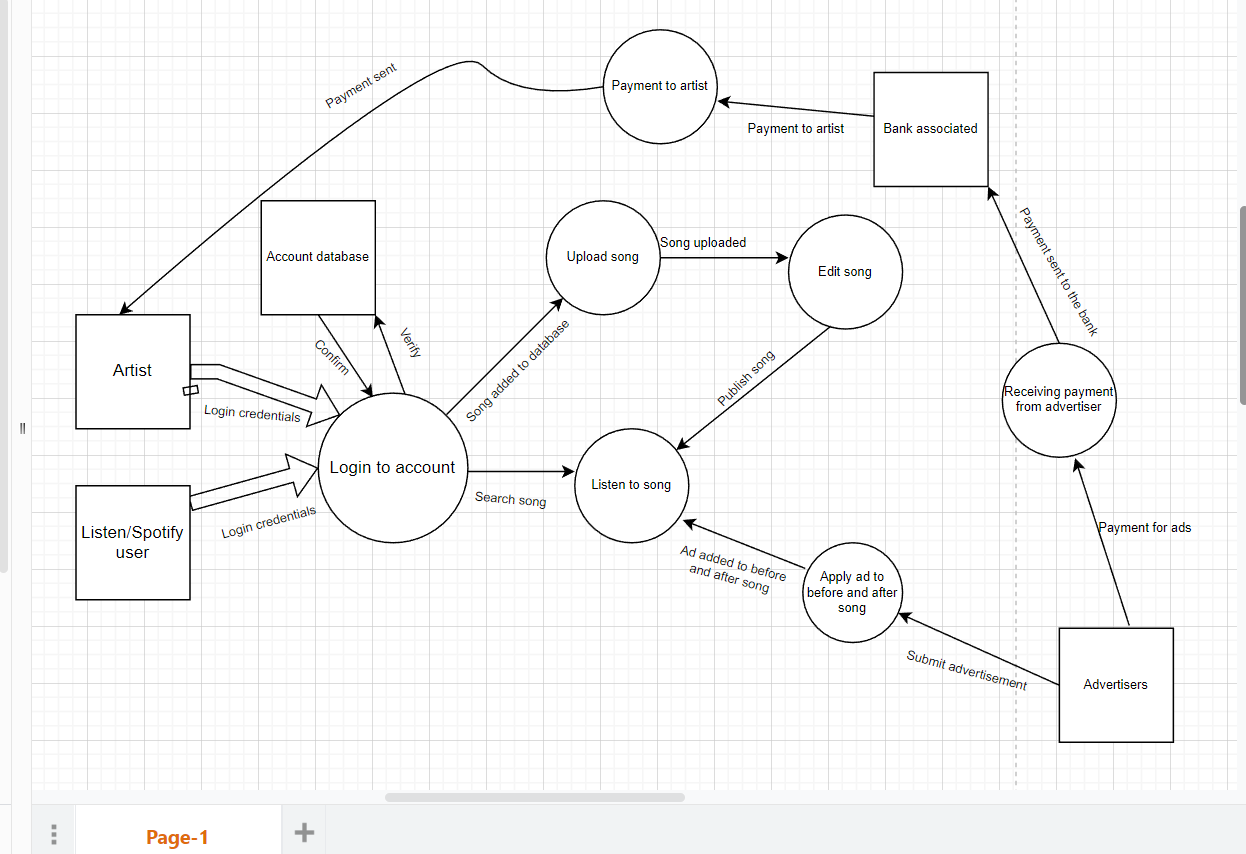 Payment sent
Payment to artist
Payment to artist
Bank associated
Account database
Upload song
Song uploaded
Edit song
Payment sent to the bank
Confirm
Verify
Song added to database
Publish song
Artist
Login credentials
Receiving payment
from advertiser
Login to account
Search song
Listen to song
Listen/Spotify
user
Login credentials
Payment for ads
Ad added to before
and after song
Apply ad to
before and after
song
Submit advertisement
Advertisers
Page-1